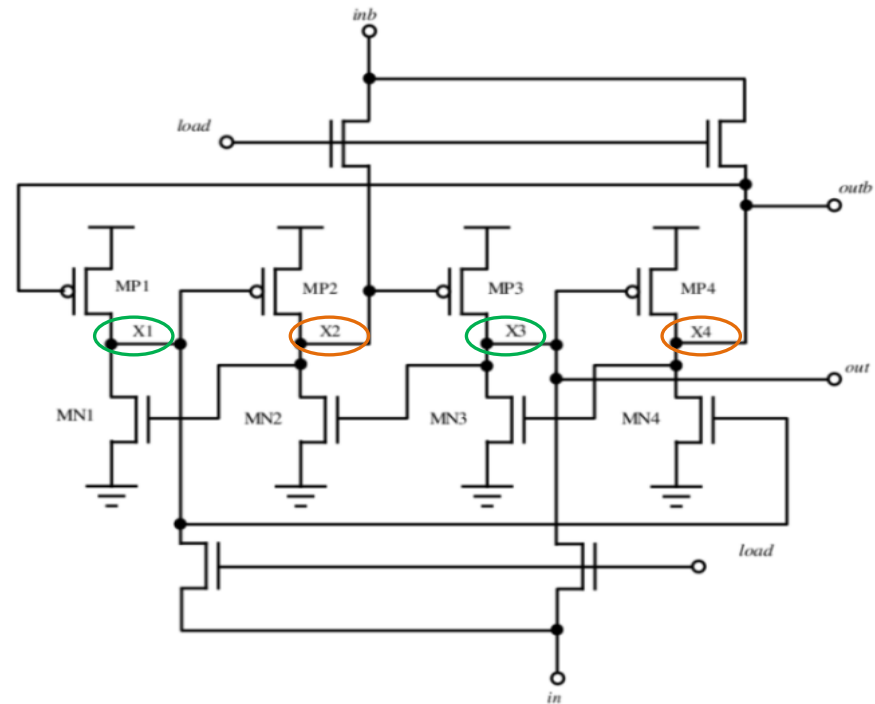 inb
load
outb
MP1
MP2
MP3
MP4
X1
X2
X3
X4
out
MN1
MN2
MN3
MN4
load
in